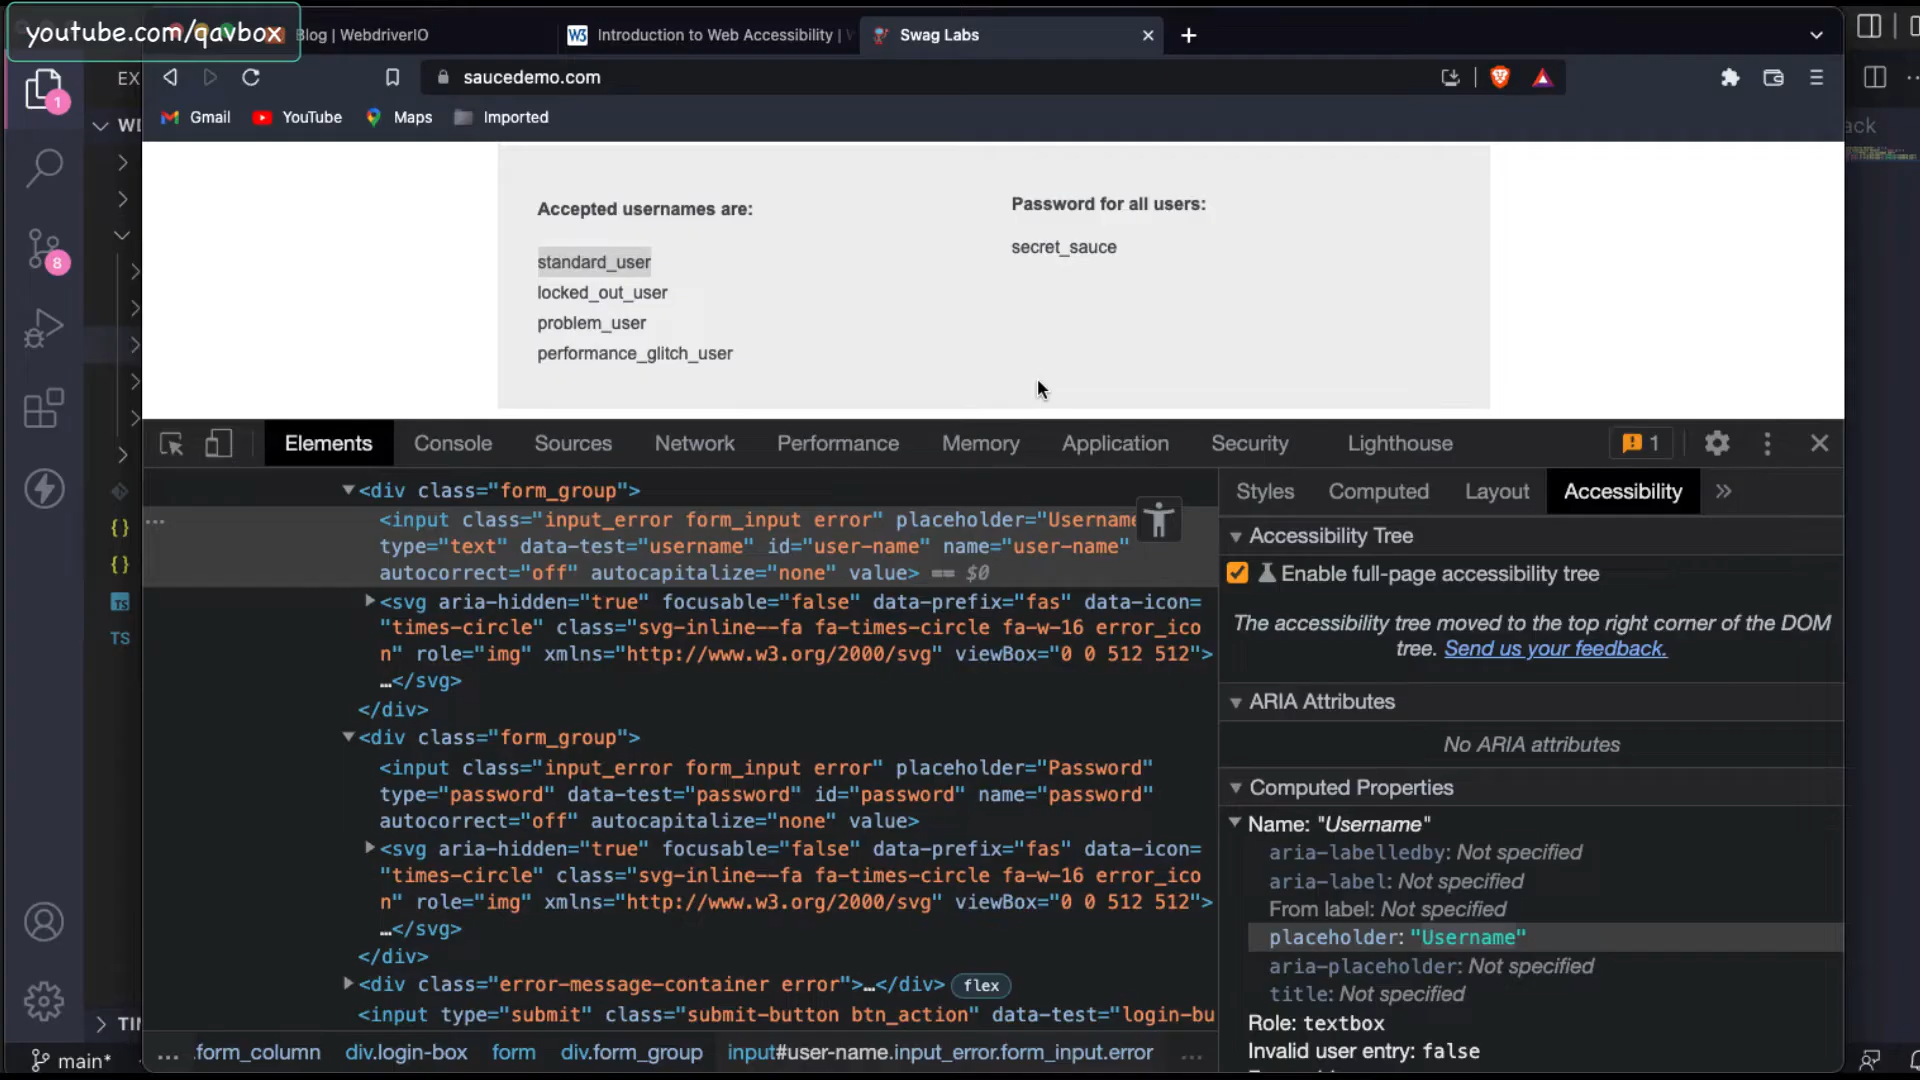 youtube.com/qavbox
Blog | WebdriverIO
W3 Introduction to Web Accessibility |
Swag Labs
saucedemo.com
Gmail YouTube Maps Imported
EX
WI
1
8
ack
Accepted usernames are:
standard_user
locked_out_user
problem_user
performance_glitch_user
Password for all users:
secret_sauce
Elements Console Sources Network Performance Memory Application Security Lighthouse 1
<div class="form_group">
<input class="input_error form_input error" placeholder="Username
type="text" data-test="username" id="user-name" name="user-name"
autocorrect="off" autocapitalize="none" value> == $0
<svg aria-hidden="true" focusable="false" data-prefix="fas" data-icon=
"times-circle" class="svg-inline--fa fa-times-circle fa-w-16 error_ico
n" role="img" xmlns="http://www.w3.org/2000/svg" viewBox="0 0 512 512">
…</svg>
</div>
<div class="form_group">
<input class="input_error form_input error" placeholder="Password"
type="password" data-test="password" id="password" name="password"
autocorrect="off" autocapitalize="none" value>
<svg aria-hidden="true" focusable="false" data-prefix="fas" data-icon=
"times-circle" class="svg-inline--fa fa-times-circle fa-w-16 error_ico
n" role="img" xmlns="http://www.w3.org/2000/svg" viewBox="0 0 512 512">
…</svg>
</div>
<div class="error-message-container error">…</div> flex
<input type="submit" class="submit-button btn_action" data-test="login-bu
… .form_column div.login-box form div.form_group input#user-name.input_error.form_input.error …
Styles Computed Layout Accessibility »
Accessibility Tree
Enable full-page accessibility tree
The accessibility tree moved to the top right corner of the DOM
tree. Send us your feedback.
ARIA Attributes
No ARIA attributes
Computed Properties
Name: "Username"
aria-labelledby: Not specified
aria-label: Not specified
From label: Not specified
placeholder: "Username"
aria-placeholder: Not specified
title: Not specified
Role: textbox
Invalid user entry: false
{}
{}
TS
TS
TI
main*